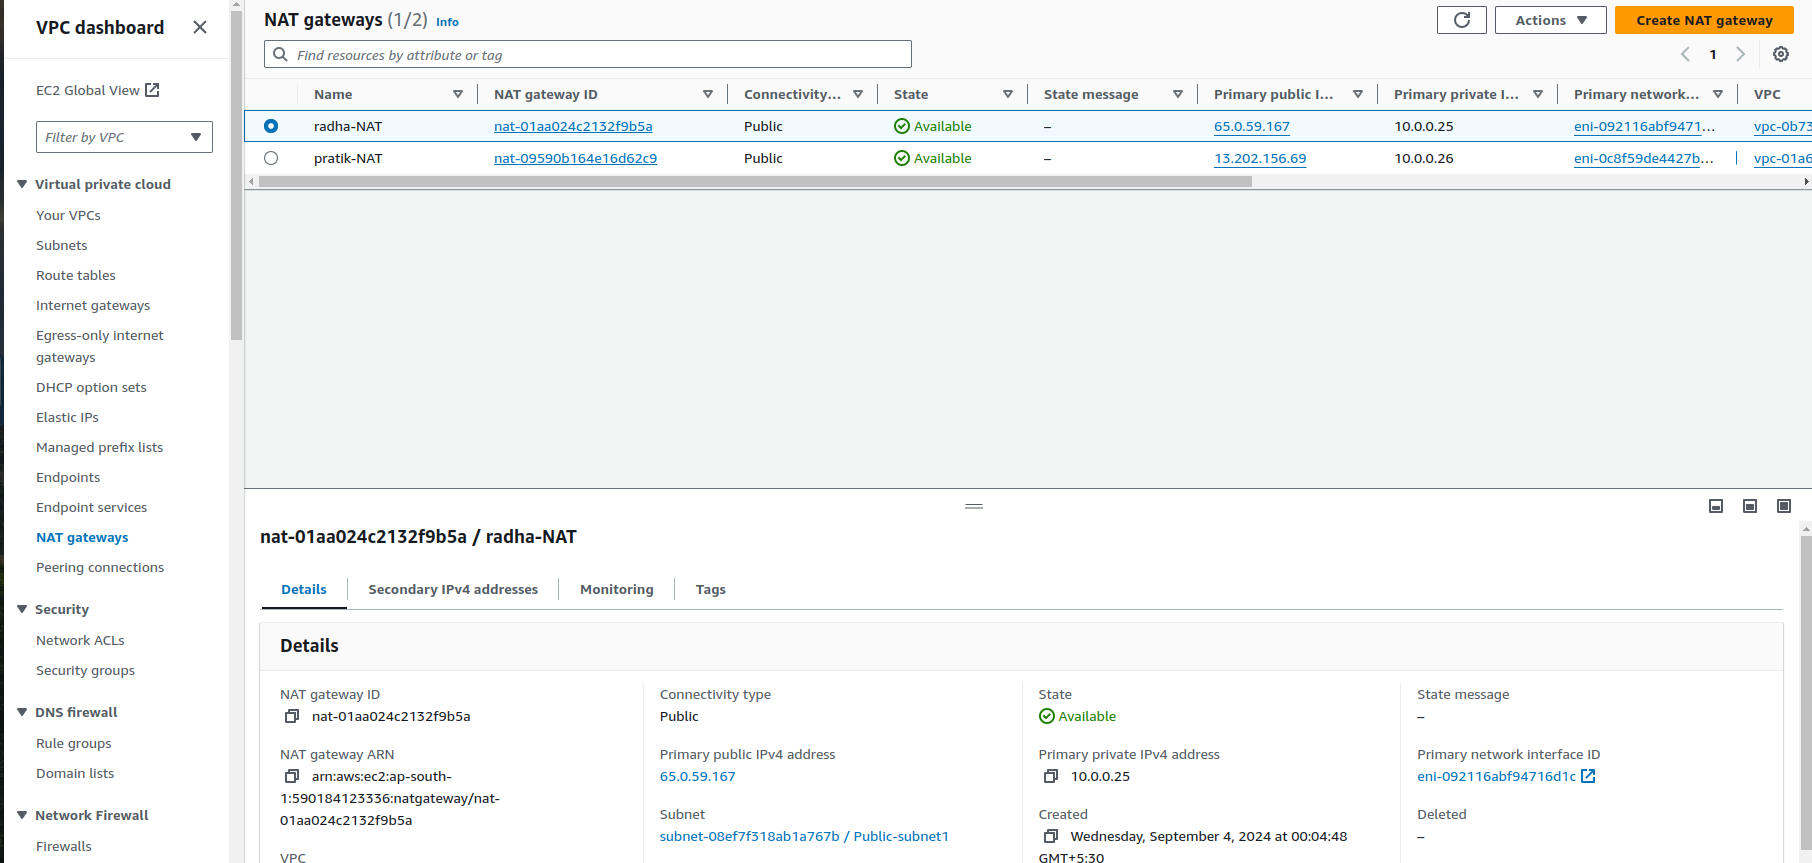 VPC dashboard
EC2 Global View
Filter by VPC
Virtual private cloud
Your VPCs
Subnets
Route tables
Internet gateways
Egress-only internet
gateways
DHCP option sets
Elastic IPs
Managed prefix lists
Endpoints
Endpoint services
NAT gateways
Peering connections
Security
Network ACLs
Security groups
DNS firewall
Rule groups
Domain lists
Network Firewall
Firewalls
NAT gateways (1/2) Info
Actions
Create NAT gateway
Find resources by attribute or tag
1
Name NAT gateway ID Connectivity... State State message Primary public I... Primary private I... Primary network... VPC
radha-NAT nat-01aa024c2132f9b5a Public Available – 65.0.59.167 10.0.0.25 eni-092116abf9471... vpc-0b73
pratik-NAT nat-09590b164e16d62c9 Public Available – 13.202.156.69 10.0.0.26 eni-0c8f59de4427b... vpc-01a6
nat-01aa024c2132f9b5a / radha-NAT
Details Secondary IPv4 addresses Monitoring Tags
Details
NAT gateway ID
nat-01aa024c2132f9b5a
NAT gateway ARN
arn:aws:ec2:ap-south-
1:590184123336:natgateway/nat-
01aa024c2132f9b5a
VPC
Connectivity type
Public
Primary public IPv4 address
65.0.59.167
Subnet
subnet-08ef7f318ab1a767b / Public-subnet1
State
Available
Primary private IPv4 address
10.0.0.25
Created
Wednesday, September 4, 2024 at 00:04:48
GMT+5:30
State message
–
Primary network interface ID
eni-092116abf94716d1c
Deleted
–